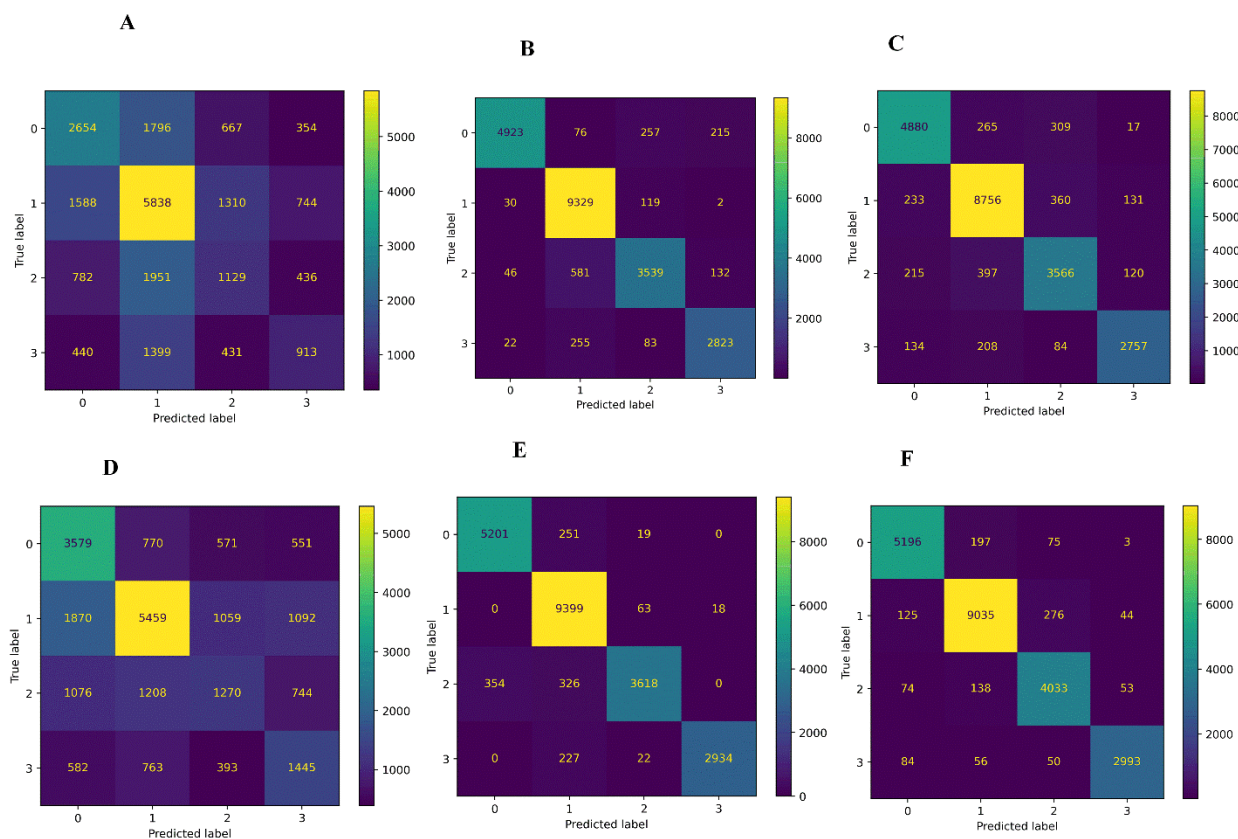 A
B
C
0 2654 1796 667 354
1 1588 5838 1310 744
2 782 1951 1129 436
3 440 1399 431 913
0 1 2 3
Predicted label
True label
5000
4000
3000
2000
1000
0 4923 76 257 215
1 30 9329 119 2
2 46 581 3539 132
3 22 255 83 2823
0 1 2 3
Predicted label
True label
8000
6000
4000
2000
0 4880 265 309 17
1 233 8756 360 131
2 215 397 3566 120
3 134 208 84 2757
0 1 2 3
Predicted label
True label
8000
7000
6000
5000
4000
3000
2000
1000
D
E
F
0 3579 770 571 551
1 1870 5459 1059 1092
2 1076 1208 1270 744
3 582 763 393 1445
0 1 2 3
Predicted label
True label
5000
4000
3000
2000
1000
0 5201 251 19 0
1 0 9399 63 18
2 354 326 3618 0
3 0 227 22 2934
0 1 2 3
Predicted label
True label
8000
6000
4000
2000
0
0 5196 197 75 3
1 125 9035 276 44
2 74 138 4033 53
3 84 56 50 2993
0 1 2 3
Predicted label
True label
8000
6000
4000
2000